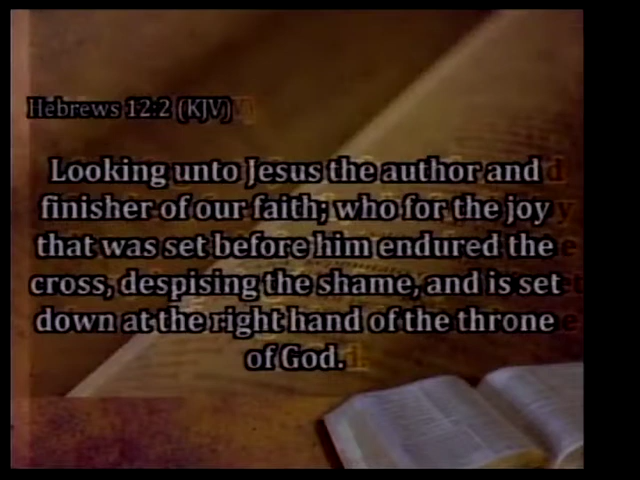 Hebrews 12:2 (KJV)
Looking unto Jesus the author and
finisher of our faith; who for the joy
that was set before him endured the
cross, despising the shame, and is set
down at the right hand of the throne
of God.